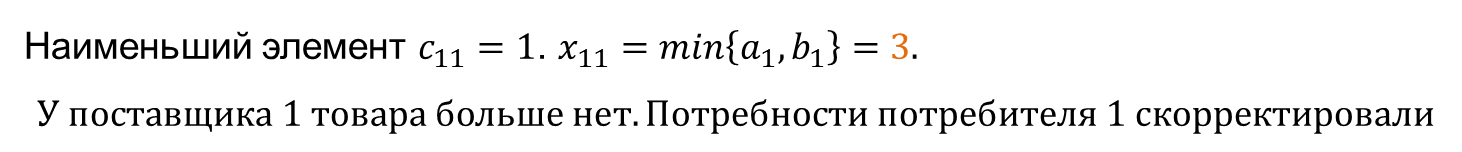 Наименьший элемент c₁₁ = 1. x₁₁ = min{a₁, b₁} = 3.
У поставщика 1 товара больше нет. Потребности потребителя 1 скорректировали